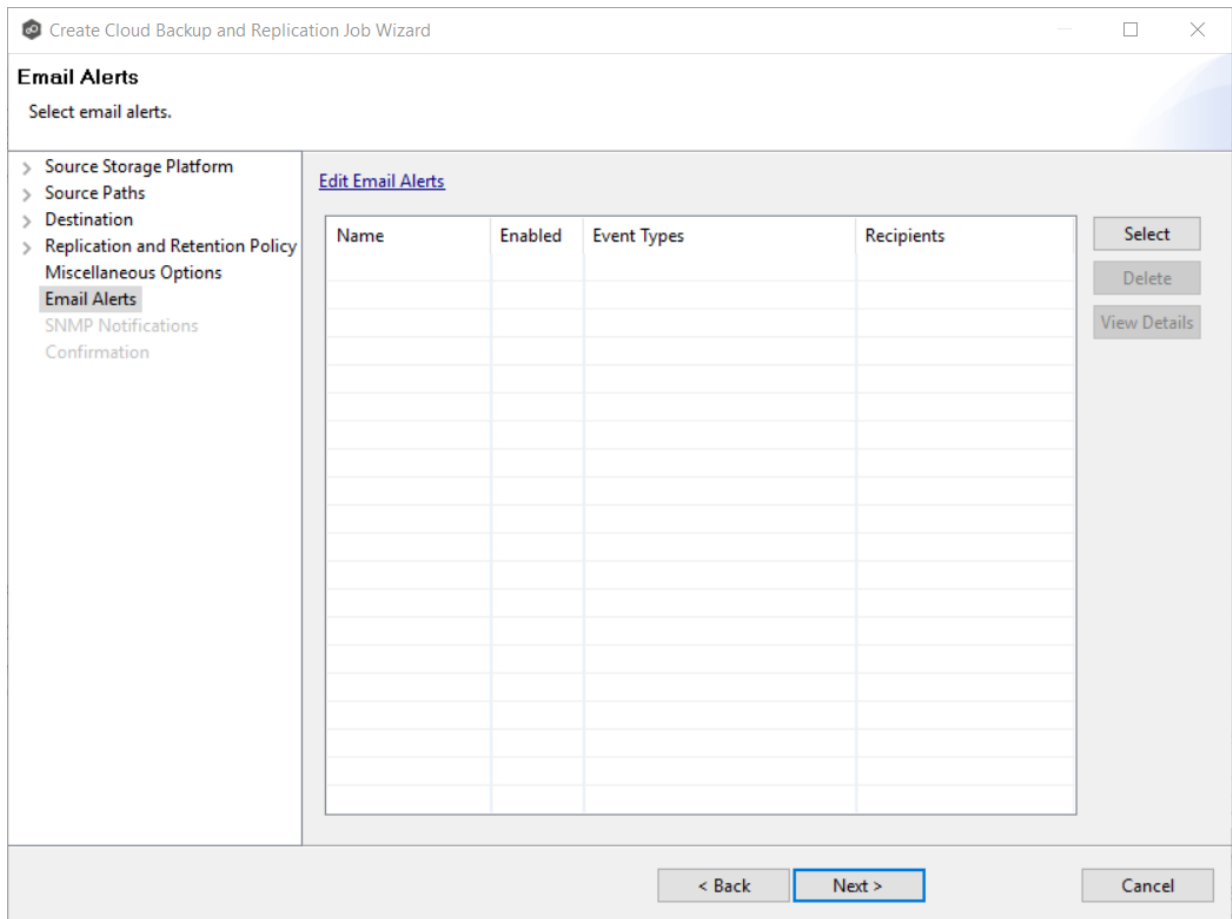 Create Cloud Backup and Replication Job Wizard
Email Alerts
Select email alerts.
Source Storage Platform
Source Paths
Destination
Replication and Retention Policy
Miscellaneous Options
Email Alerts
SNMP Notifications
Confirmation
Edit Email Alerts
Name Enabled Event Types Recipients
Select
Delete
View Details
< Back Next > Cancel